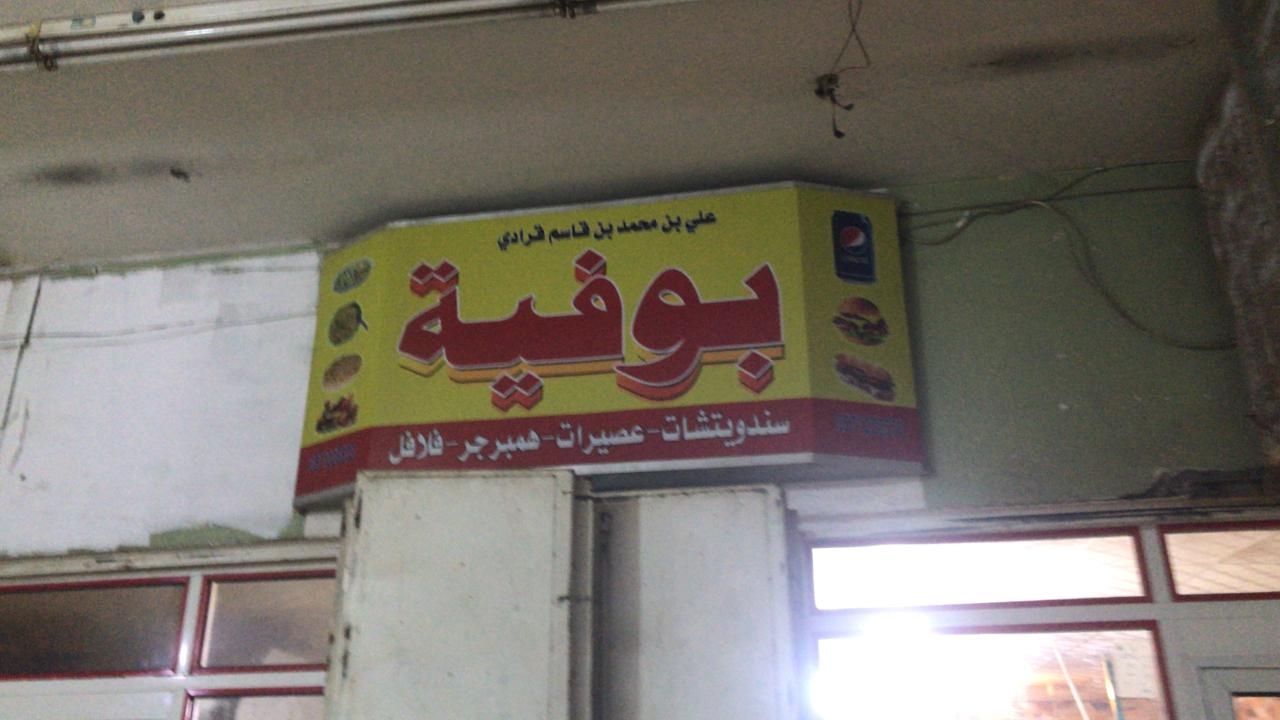 علي بن محمد بن قاسم قرادي
بوفية
سندويتشات - عصيرات - همبرجر - فلافل